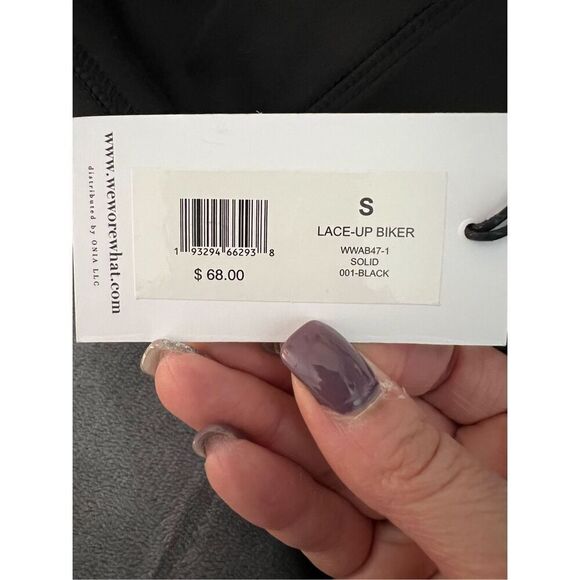 www.weworewhat.com
distributed by ONIA LLC
1 93294 66293 8
$ 68.00
S
LACE-UP BIKER
WWAB47-1
SOLID
001-BLACK